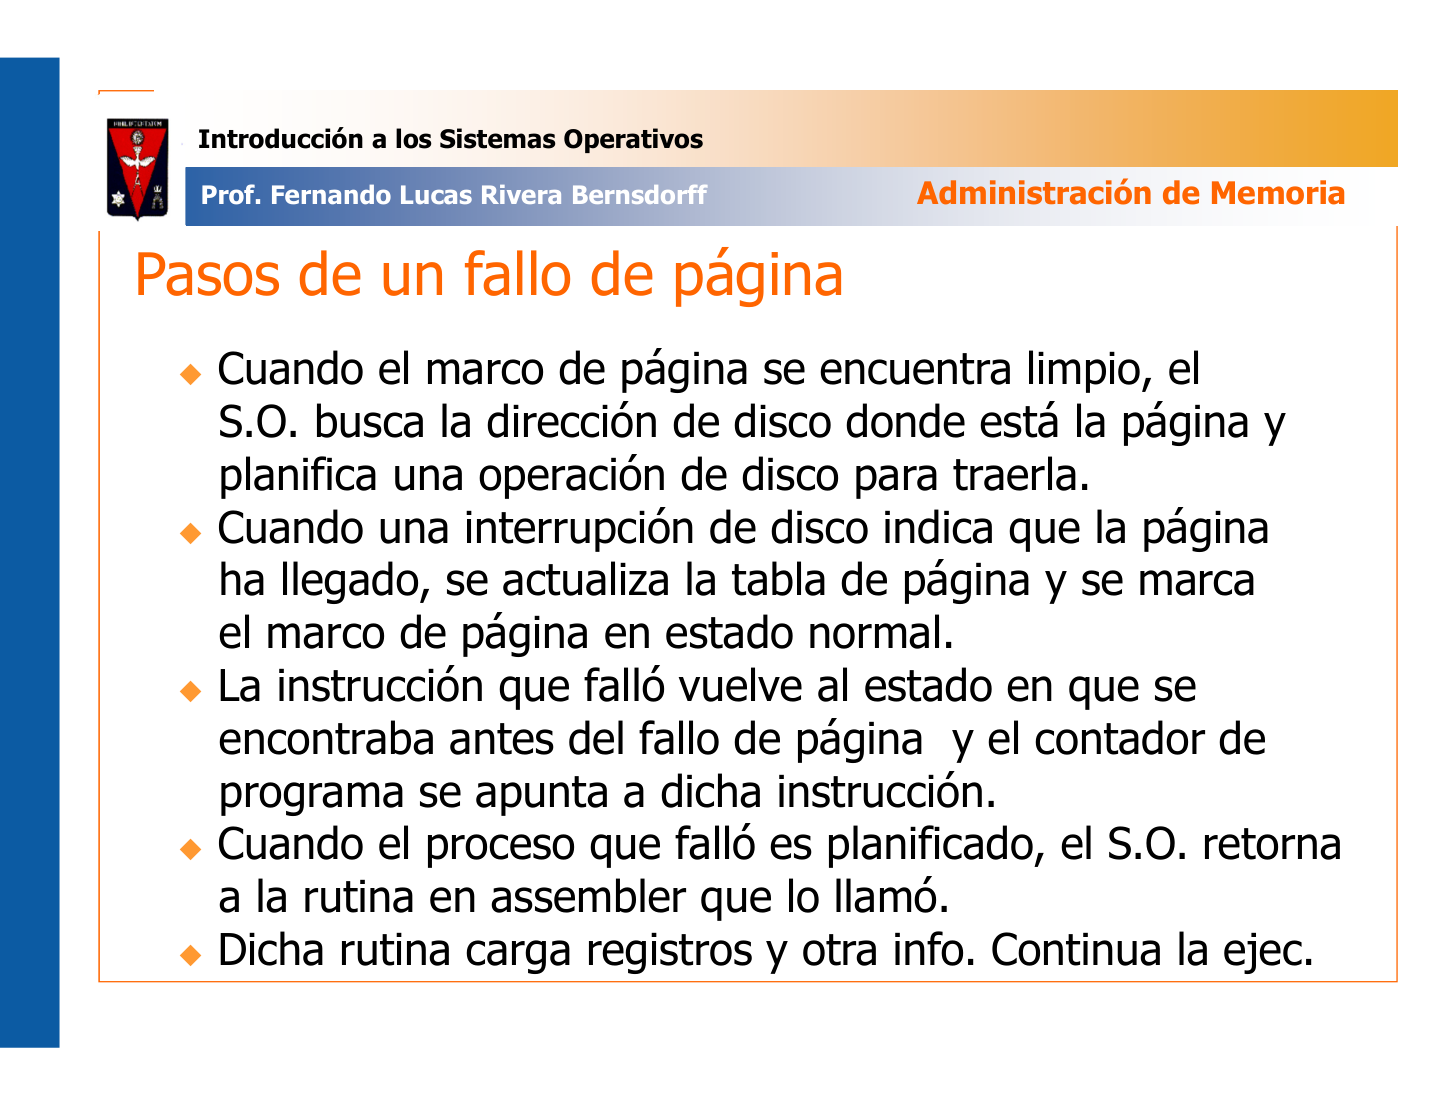 Introducción a los Sistemas Operativos
Prof. Fernando Lucas Rivera Bernsdorff
Administración de Memoria
Pasos de un fallo de página
Cuando el marco de página se encuentra limpio, el
S.O. busca la dirección de disco donde está la página y
planifica una operación de disco para traerla.
Cuando una interrupción de disco indica que la página
ha llegado, se actualiza la tabla de página y se marca
el marco de página en estado normal.
La instrucción que falló vuelve al estado en que se
encontraba antes del fallo de página  y el contador de
programa se apunta a dicha instrucción.
Cuando el proceso que falló es planificado, el S.O. retorna
a la rutina en assembler que lo llamó.
Dicha rutina carga registros y otra info. Continua la ejec.